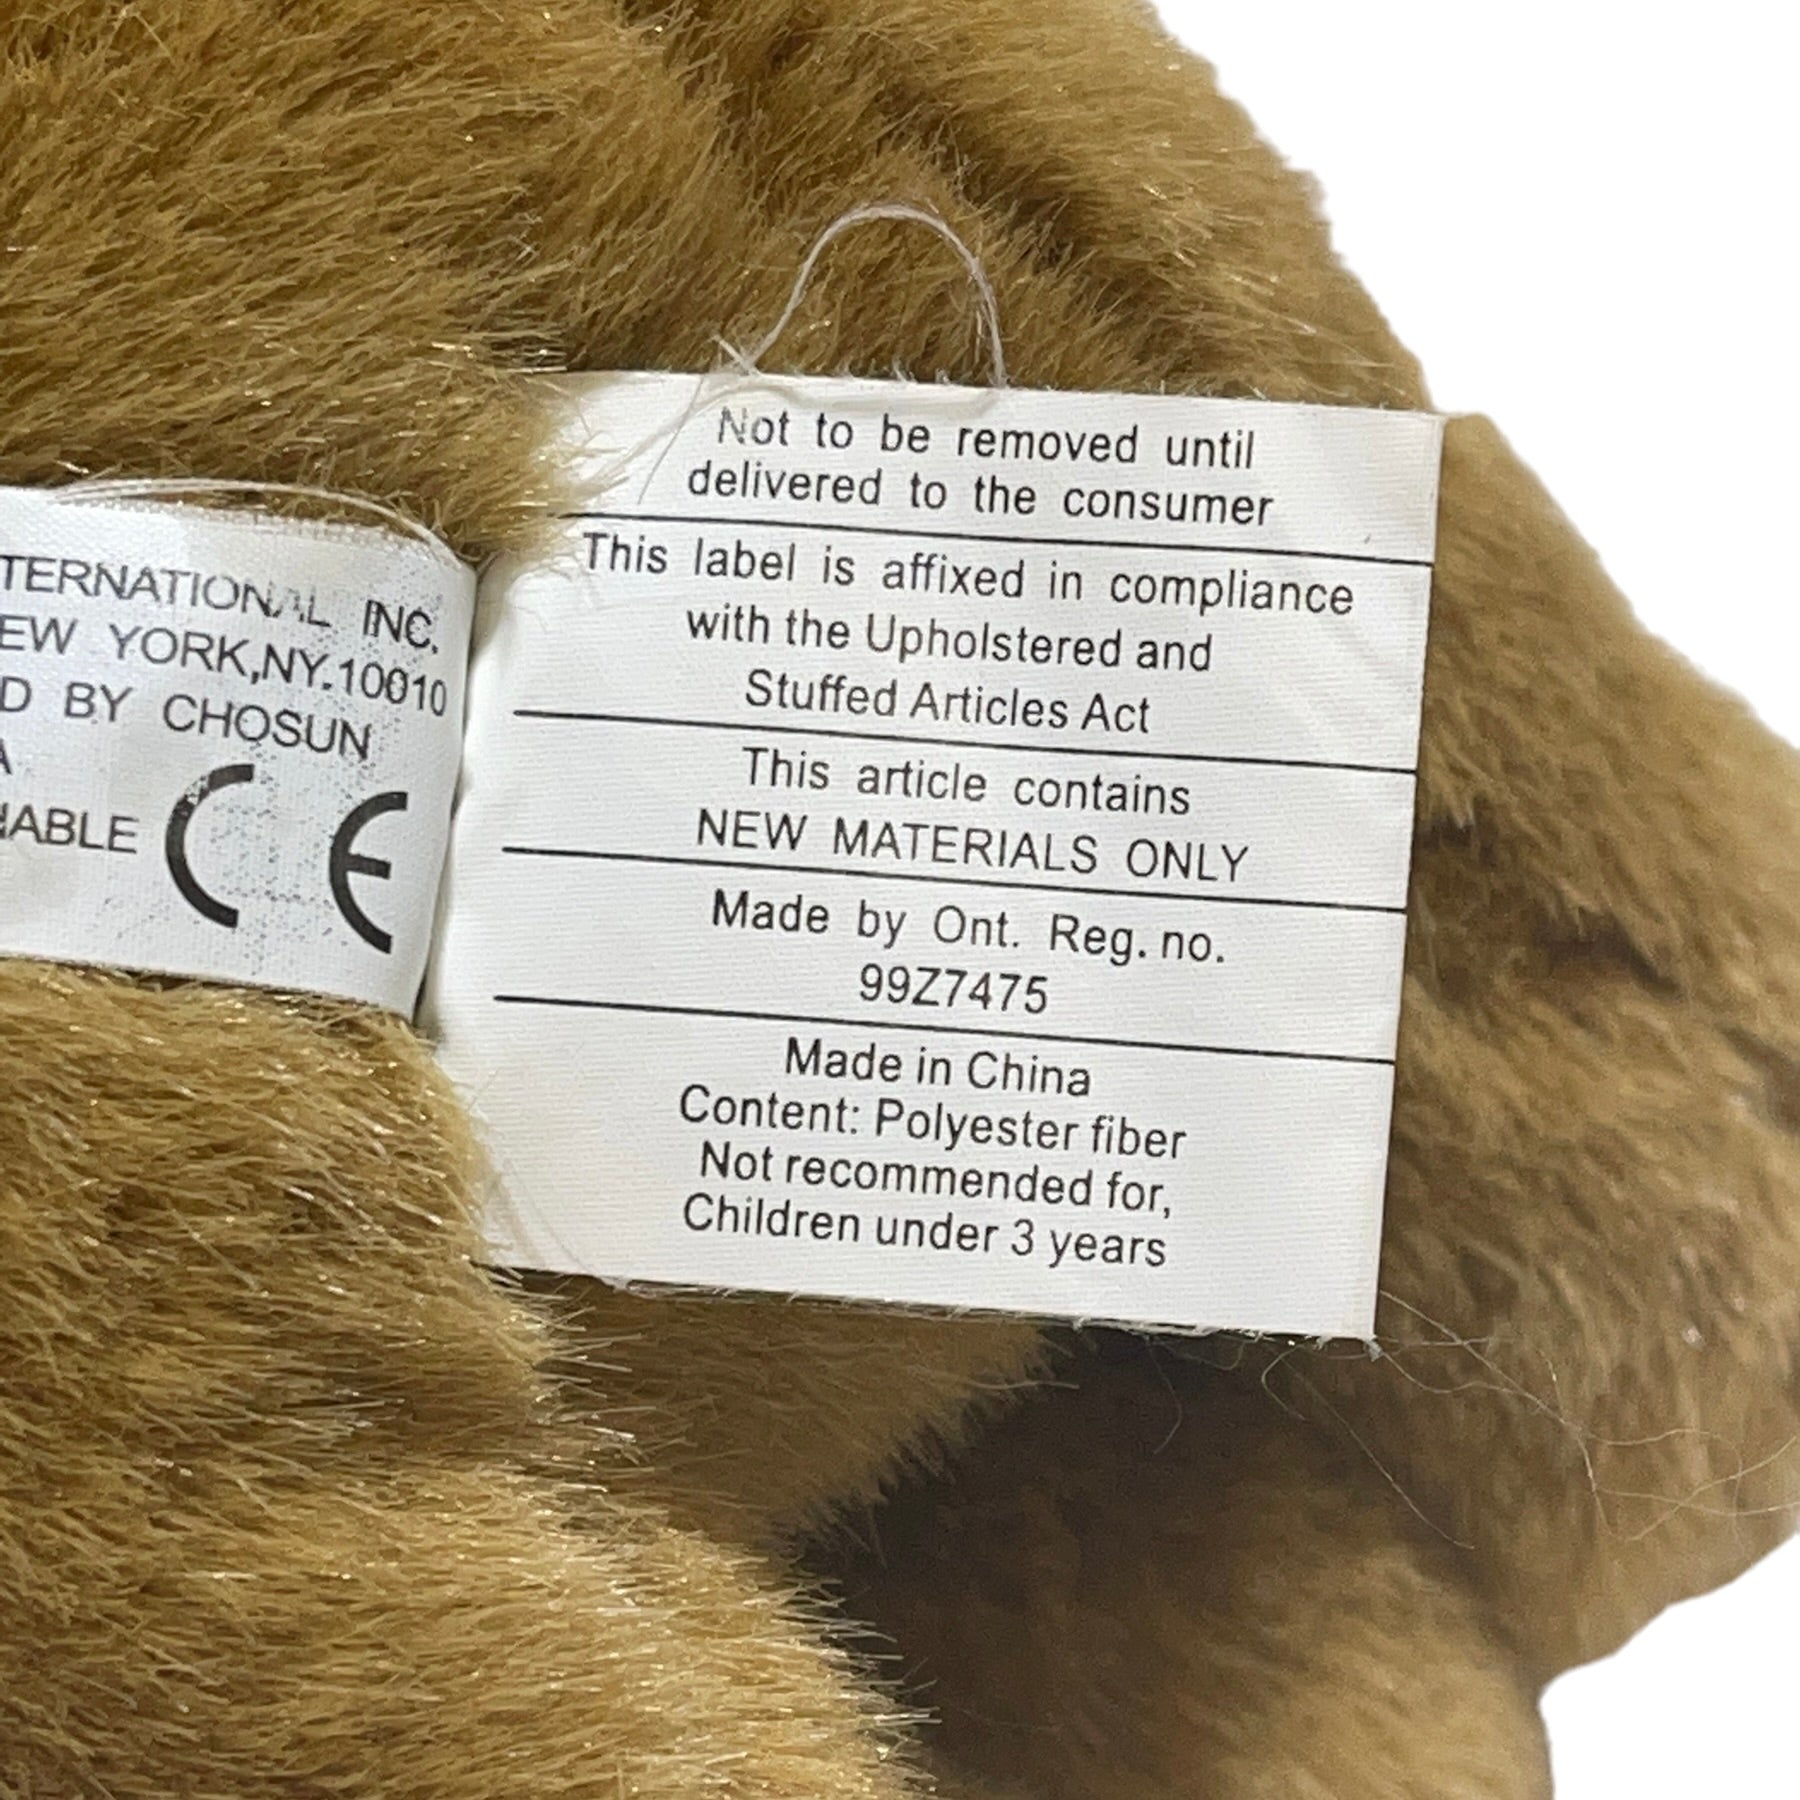 TERNATIONAL INC.
EW YORK,NY.10010
D BY CHOSUN
A
ABLE CE
Not to be removed until
delivered to the consumer
This label is affixed in compliance
with the Upholstered and
Stuffed Articles Act
This article contains
NEW MATERIALS ONLY
Made by Ont. Reg. no.
99Z7475
Made in China
Content: Polyester fiber
Not recommended for,
Children under 3 years